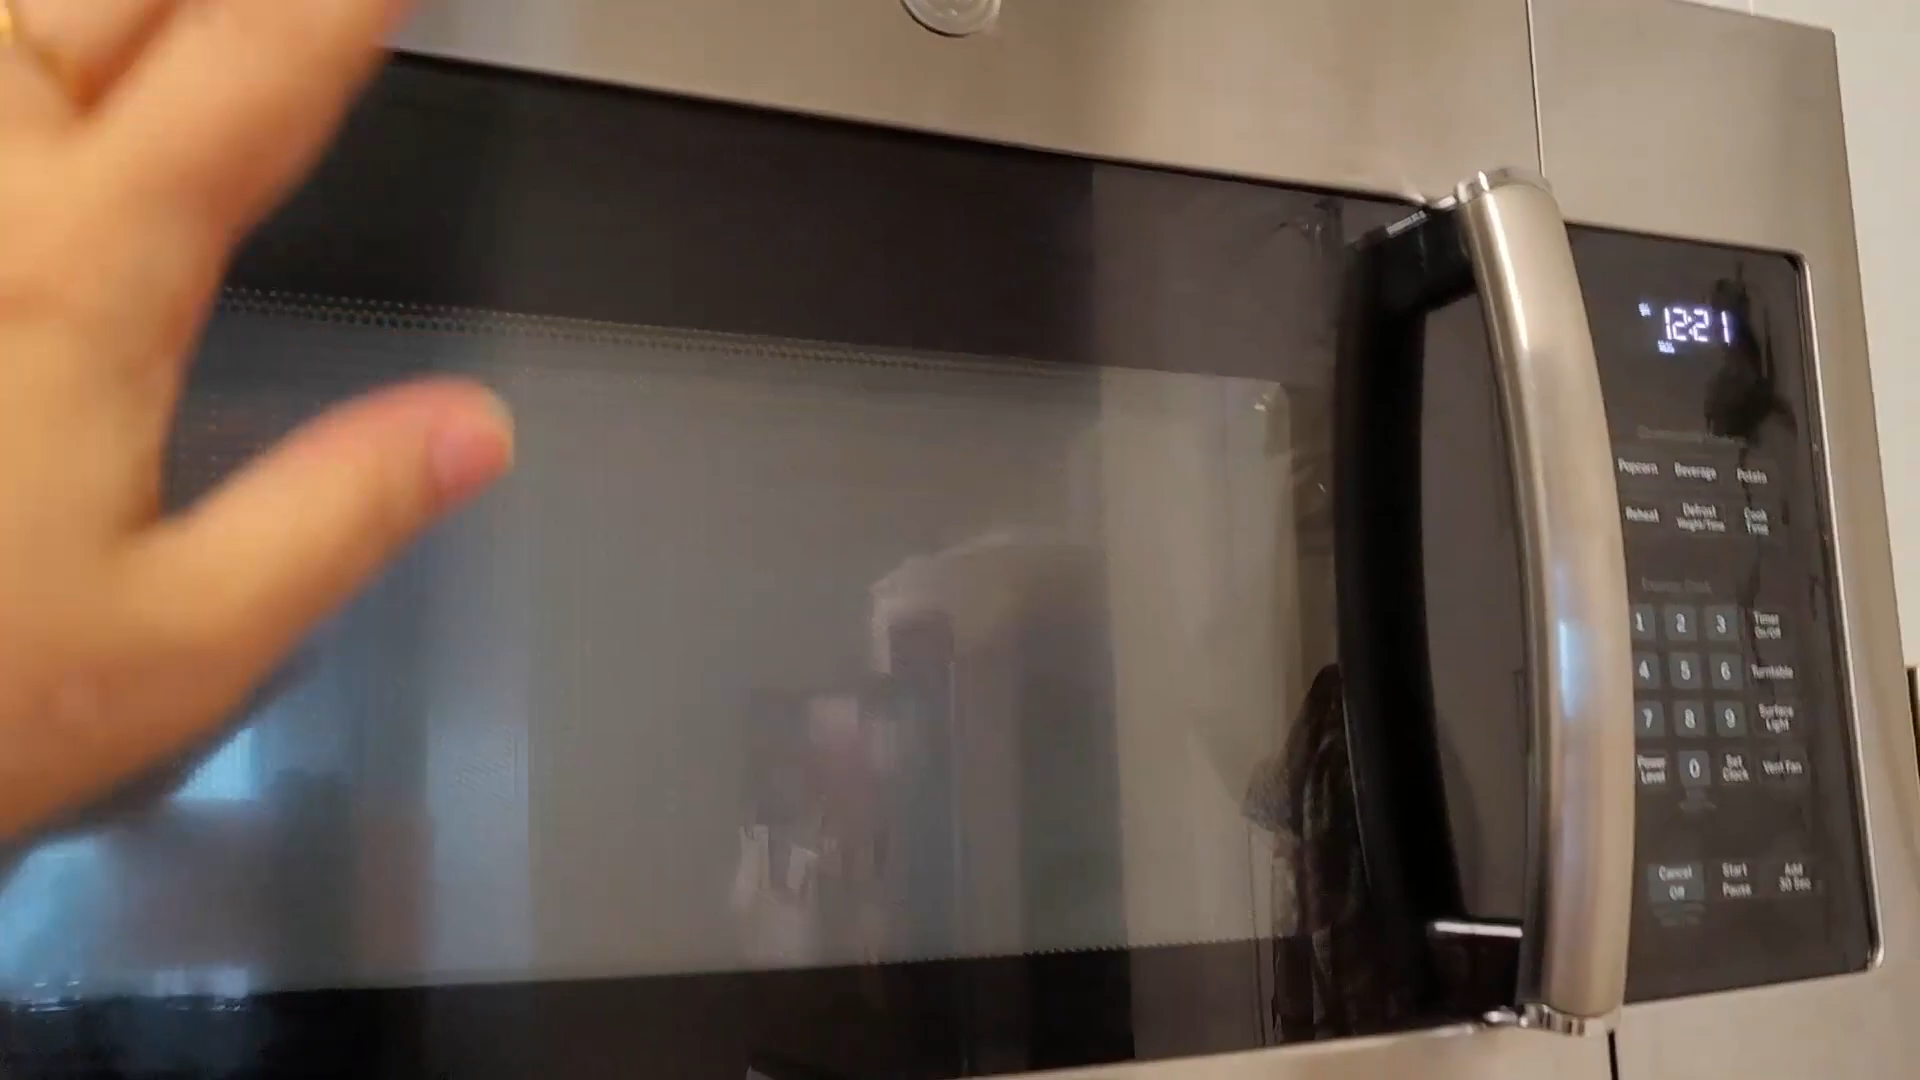 12:21
Popcorn Beverage Potato
Reheat Defrost Cook
Weight/Time Time
Express Cook
1 2 3 Timer
On/Off
4 5 6 Turntable
7 8 9 Surface
Light
Power 0 Set Vent Fan
Level Clock
Cancel Start Add
Off Pause 30 Sec